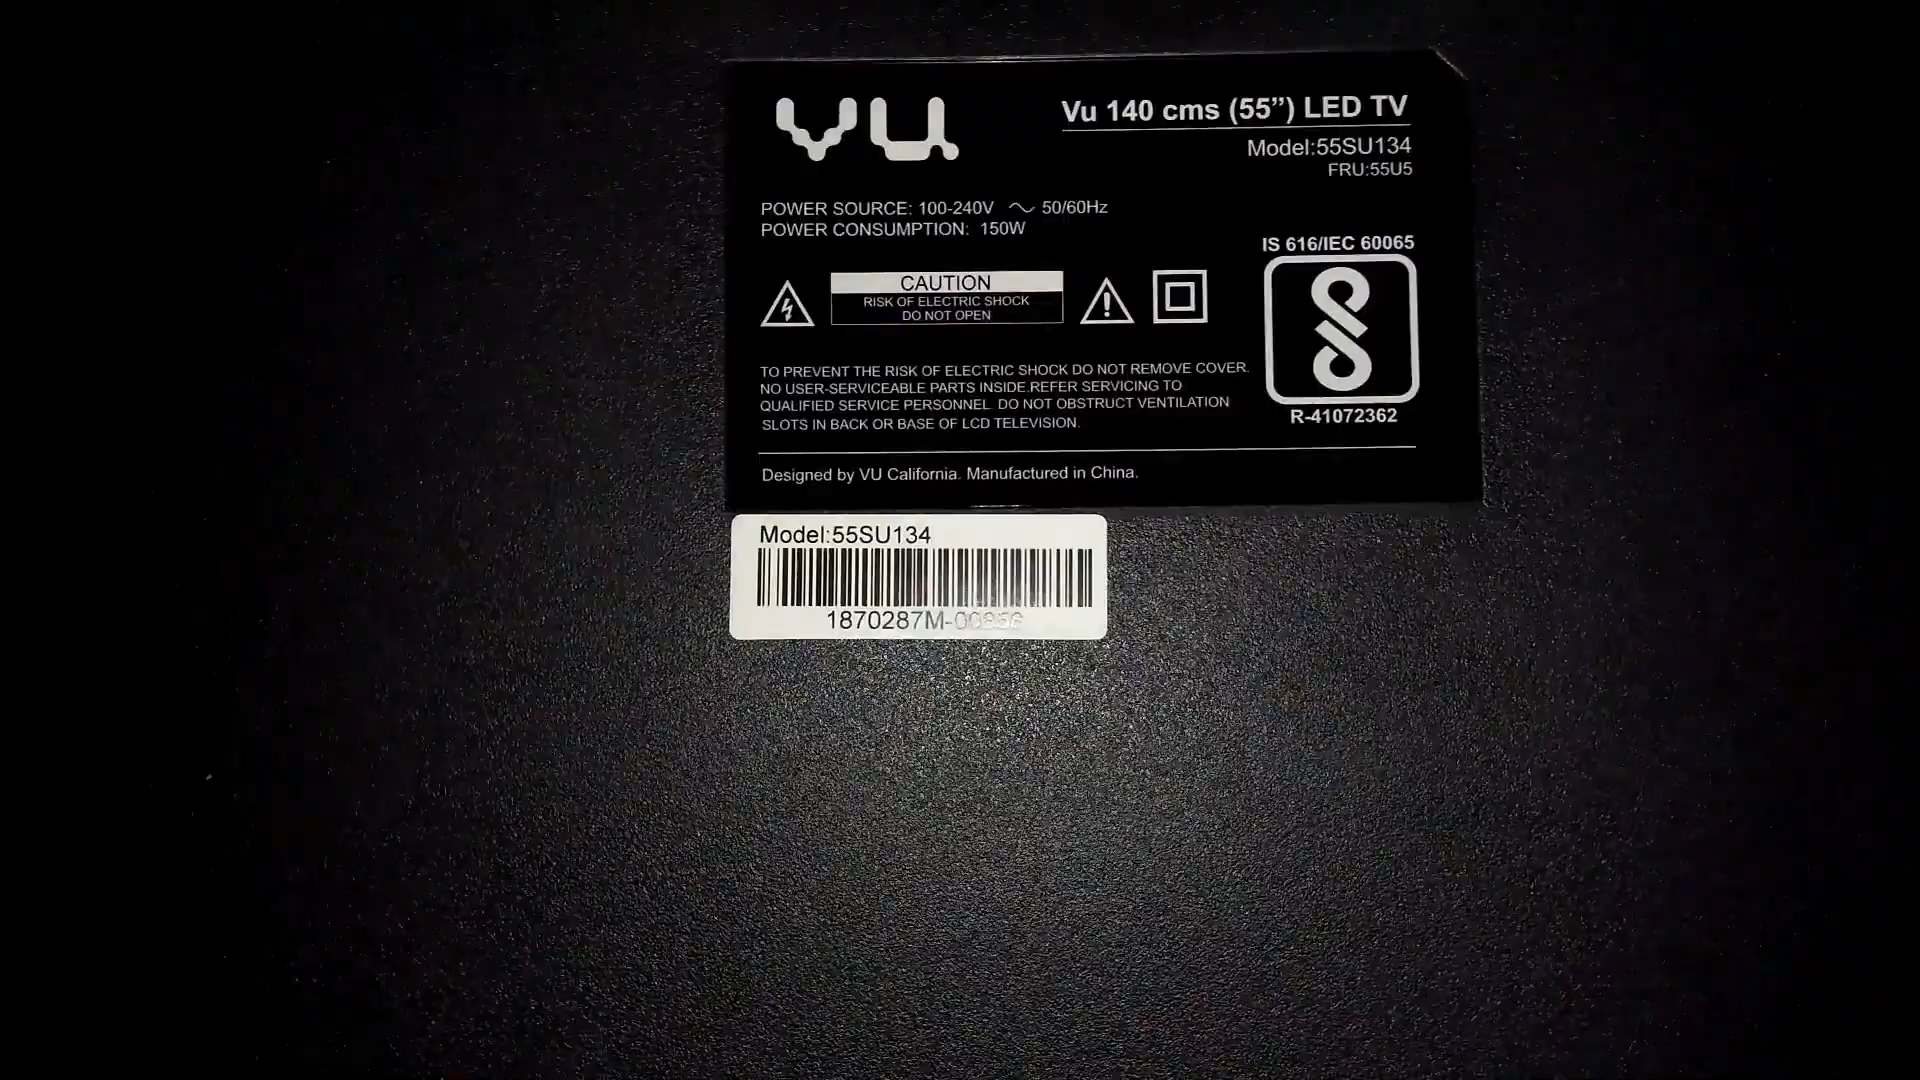 vu
Vu 140 cms (55”) LED TV
Model:55SU134
FRU:55U5
POWER SOURCE: 100-240V 50/60Hz
POWER CONSUMPTION: 150W
IS 616/IEC 60065
CAUTION
RISK OF ELECTRIC SHOCK
DO NOT OPEN
TO PREVENT THE RISK OF ELECTRIC SHOCK DO NOT REMOVE COVER.
NO USER-SERVICEABLE PARTS INSIDE.REFER SERVICING TO
QUALIFIED SERVICE PERSONNEL. DO NOT OBSTRUCT VENTILATION
SLOTS IN BACK OR BASE OF LCD TELEVISION.
R-41072362
Designed by VU California. Manufactured in China.
Model:55SU134